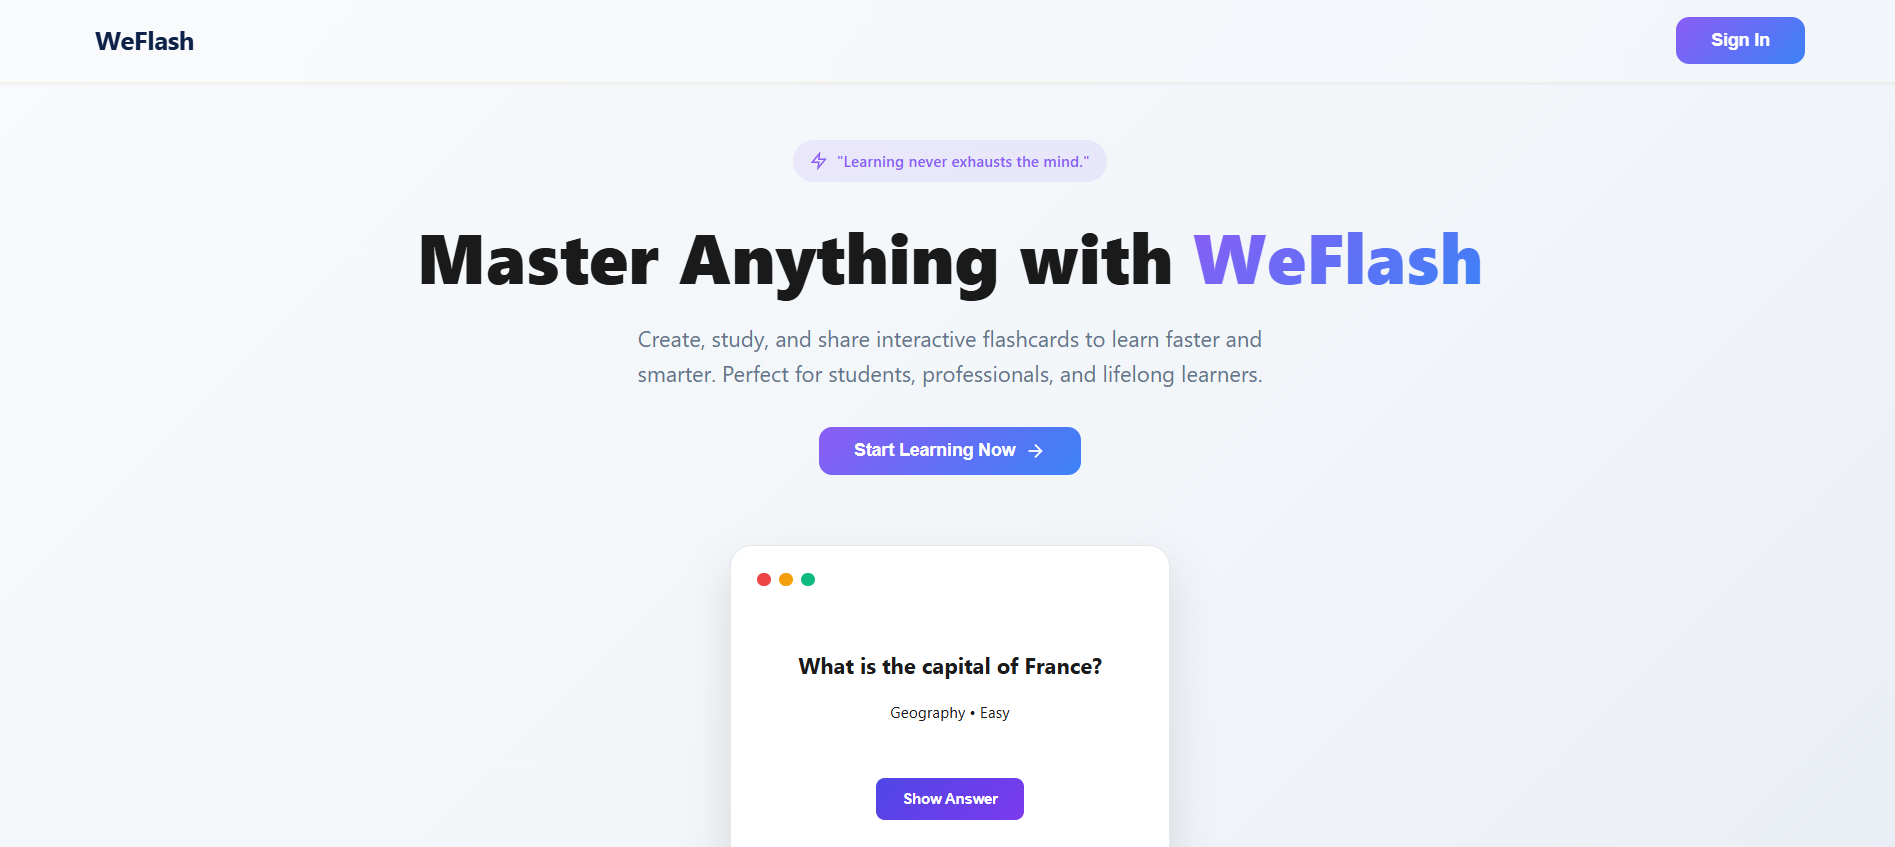 WeFlash
Sign In
"Learning never exhausts the mind."
Master Anything with WeFlash
Create, study, and share interactive flashcards to learn faster and
smarter. Perfect for students, professionals, and lifelong learners.
Start Learning Now →
What is the capital of France?
Geography • Easy
Show Answer